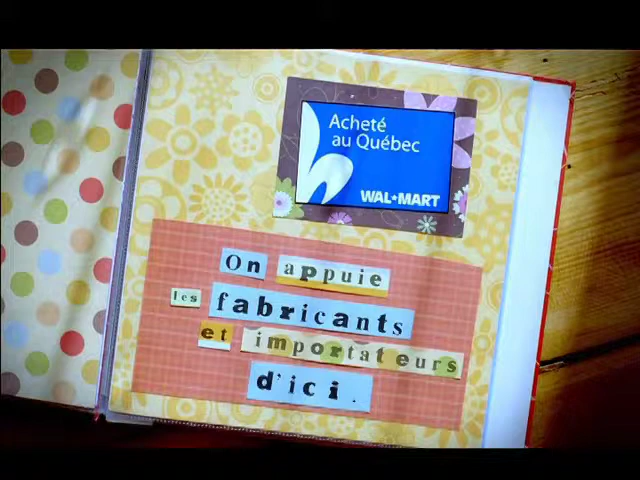 Acheté
au Québec
WAL★MART
On appuie
les fabricants
et importateurs
d'ici.